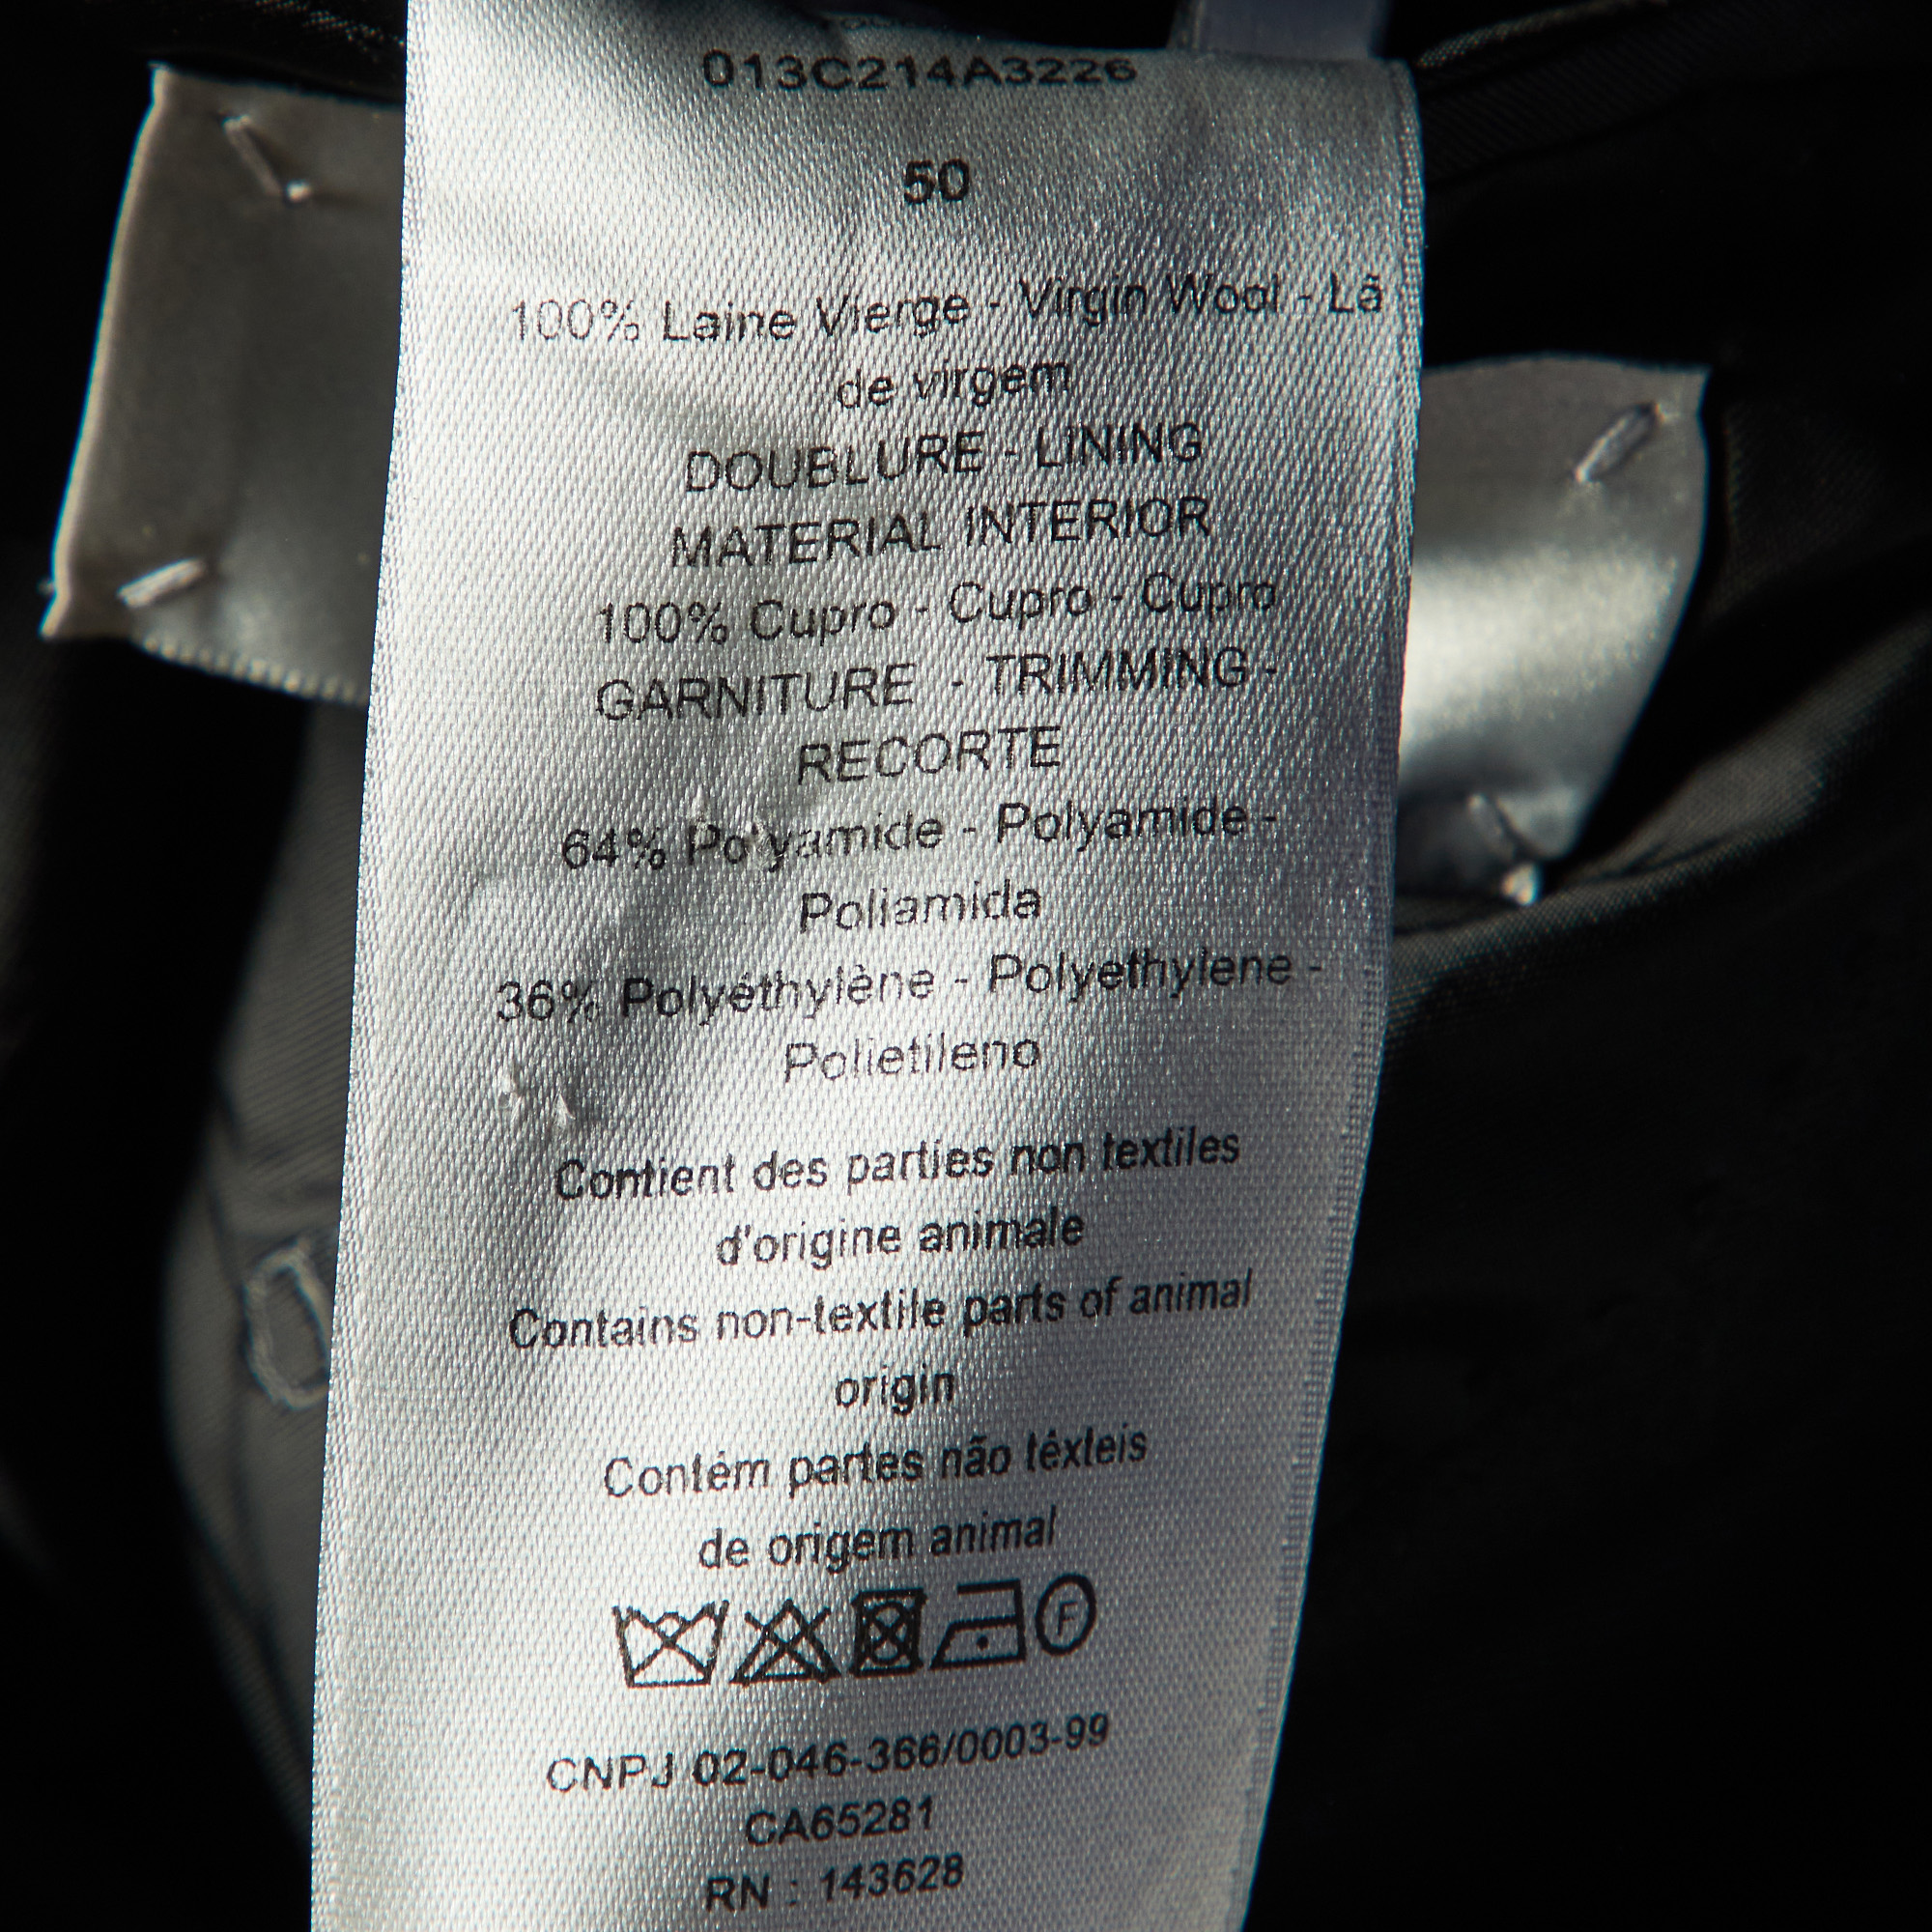 013C214A3226
50
100% Laine Vierge - Virgin Wool - Lã
de virgem
DOUBLURE - LINING
MATERIAL INTERIOR
100% Cupro - Cupro - Cupro
GARNITURE - TRIMMING -
RECORTE
64% Polyamide - Polyamide -
Poliamida
36% Polyéthylène - Polyethylene -
Polietileno
Contient des parties non textiles
d'origine animale
Contains non-textile parts of animal
origin
Contém partes não têxteis
de origem animal
F
CNPJ 02-046-366/0003-99
CA65281
RN : 143628